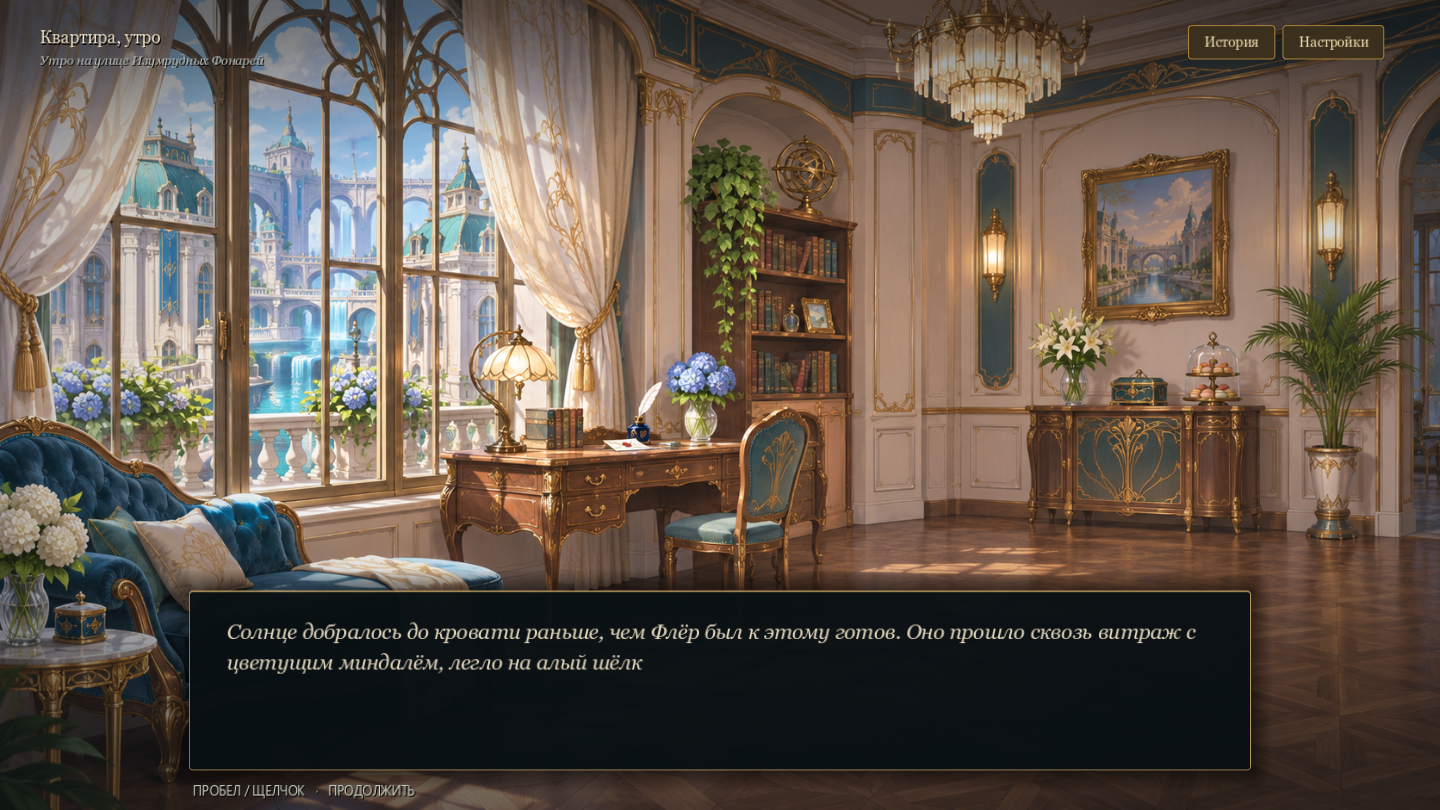 Квартира, утро
Утро на улице Изумрудных Фонарей
История
Настройки
Солнце добралось до кровати раньше, чем Флёр был к этому готов. Оно прошло сквозь витраж с
цветущим миндалём, легло на алый шёлк
ПРОБЕЛ / ЩЕЛЧОК · ПРОДОЛЖИТЬ